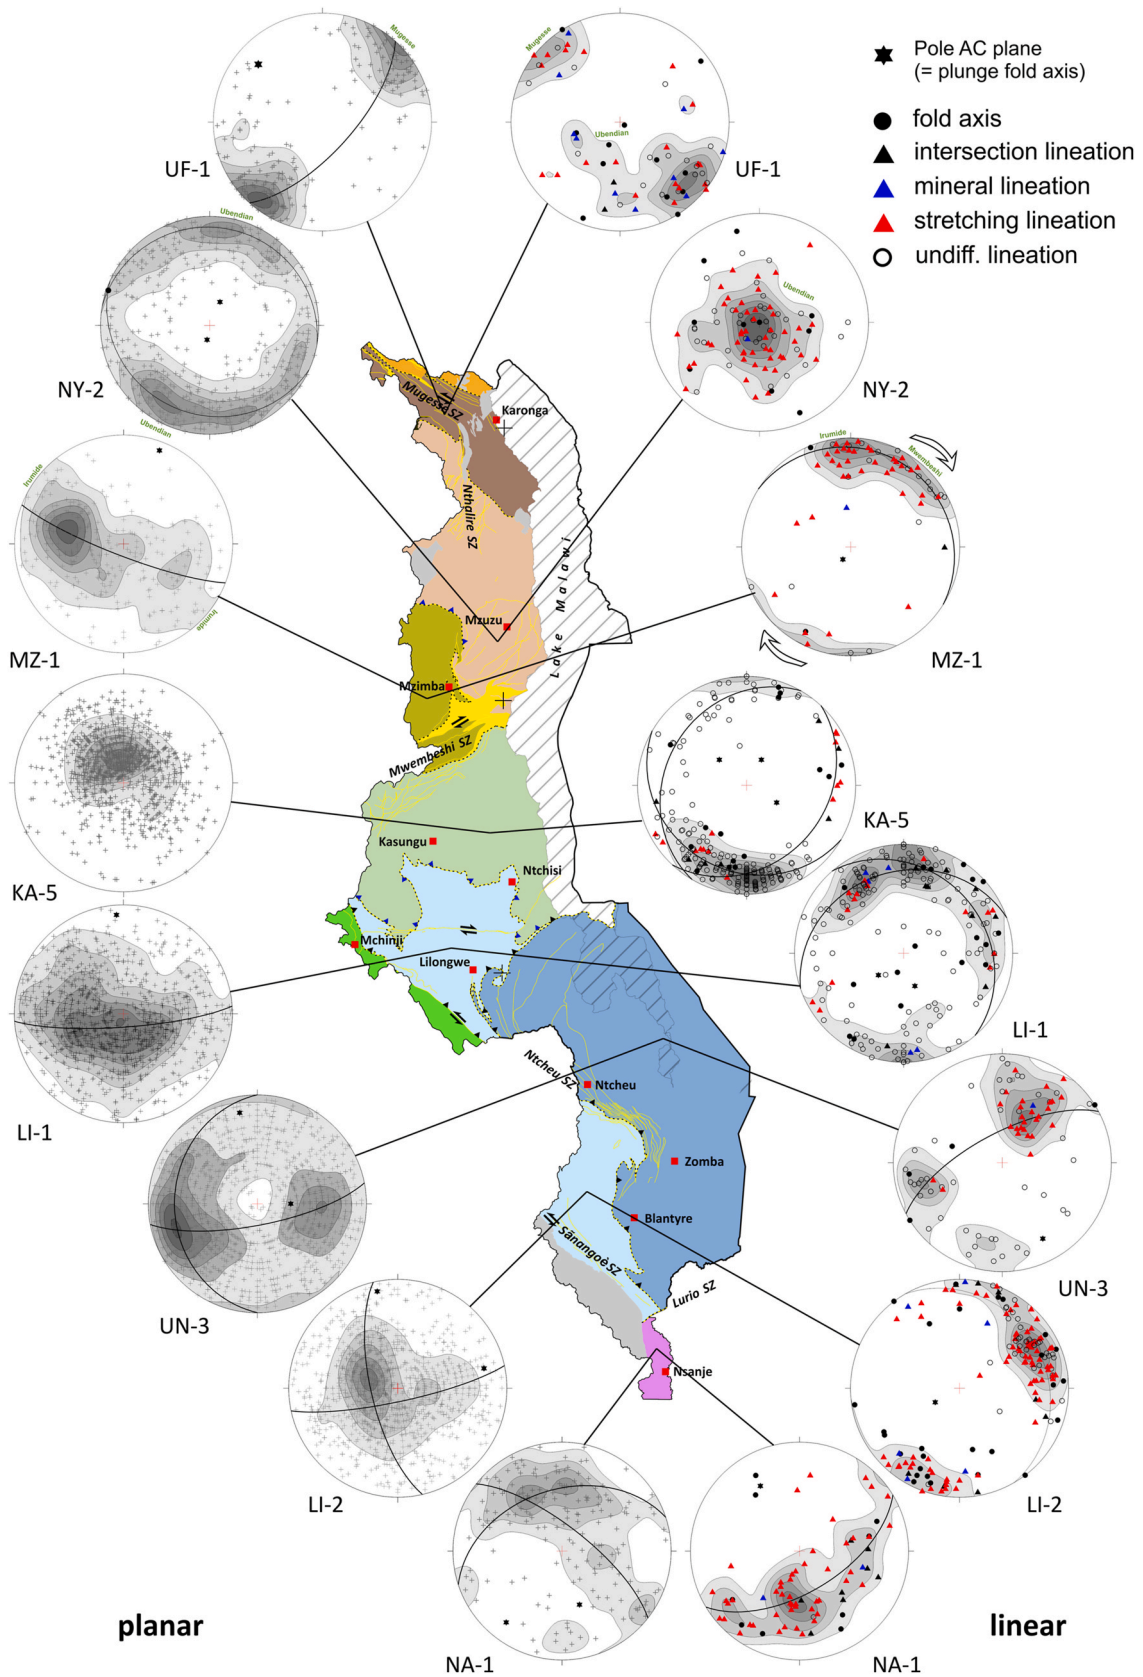 Pole AC plane
(= plunge fold axis)
fold axis
intersection lineation
mineral lineation
stretching lineation
undiff. lineation
Mugesse
UF-1
Mugesse
Ubendian
UF-1
Ubendian
Ubendian
NY-2
Ubendian
NY-2
Ubendian
Irumide
Irumide
MZ-1
Irumide
Mwembeshi
MZ-1
KA-5
KA-5
LI-1
LI-1
UN-3
UN-3
LI-2
LI-2
NA-1
NA-1
Mugesse SZ
Karonga
Nthalire SZ
Lake Malawi
Mzuzu
Mzimba
Mwembeshi SZ
Kasungu
Ntchisi
Mchinji
Lilongwe
Ntcheu SZ
Ntcheu
Zomba
Blantyre
Sānangoè SZ
Lurio SZ
Nsanje
planar
linear